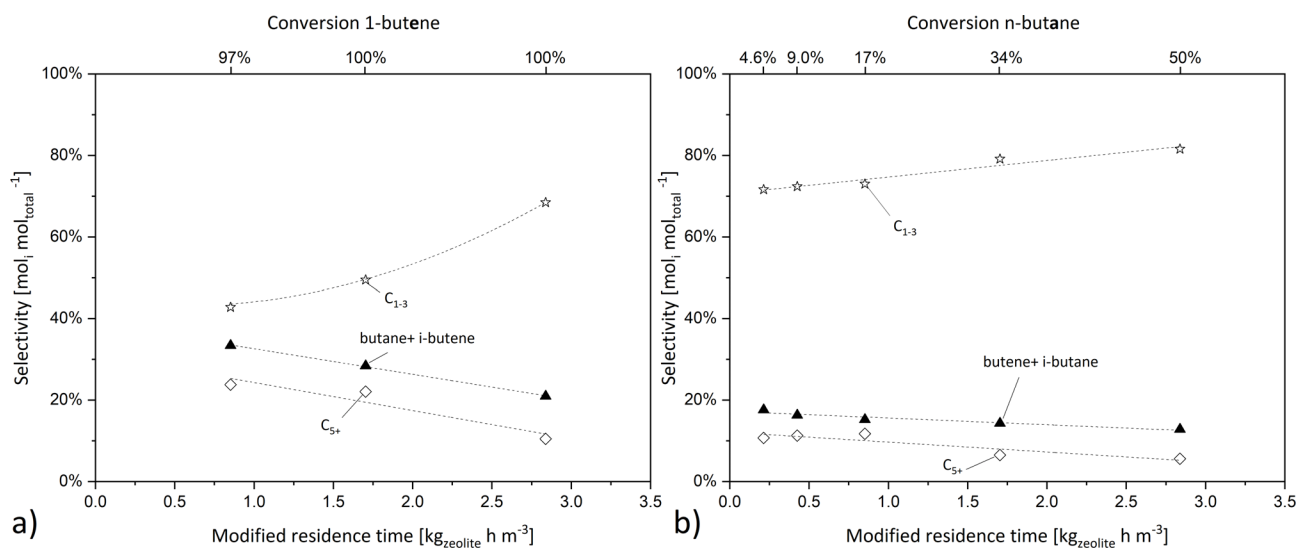 Conversion 1-butene
97% 100% 100%
100%
80%
60%
40%
20%
0%
Selectivity [mol_i mol_total ^-1]
C_1-3
butane+ i-butene
C_5+
0.0 0.5 1.0 1.5 2.0 2.5 3.0 3.5
Modified residence time [kg_zeolite h m^-3]
a)
Conversion n-butane
4.6% 9.0% 17% 34% 50%
100%
80%
60%
40%
20%
0%
Selectivity [mol_i mol_total ^-1]
C_1-3
butene+ i-butane
C_5+
0.0 0.5 1.0 1.5 2.0 2.5 3.0 3.5
Modified residence time [kg_zeolite h m^-3]
b)